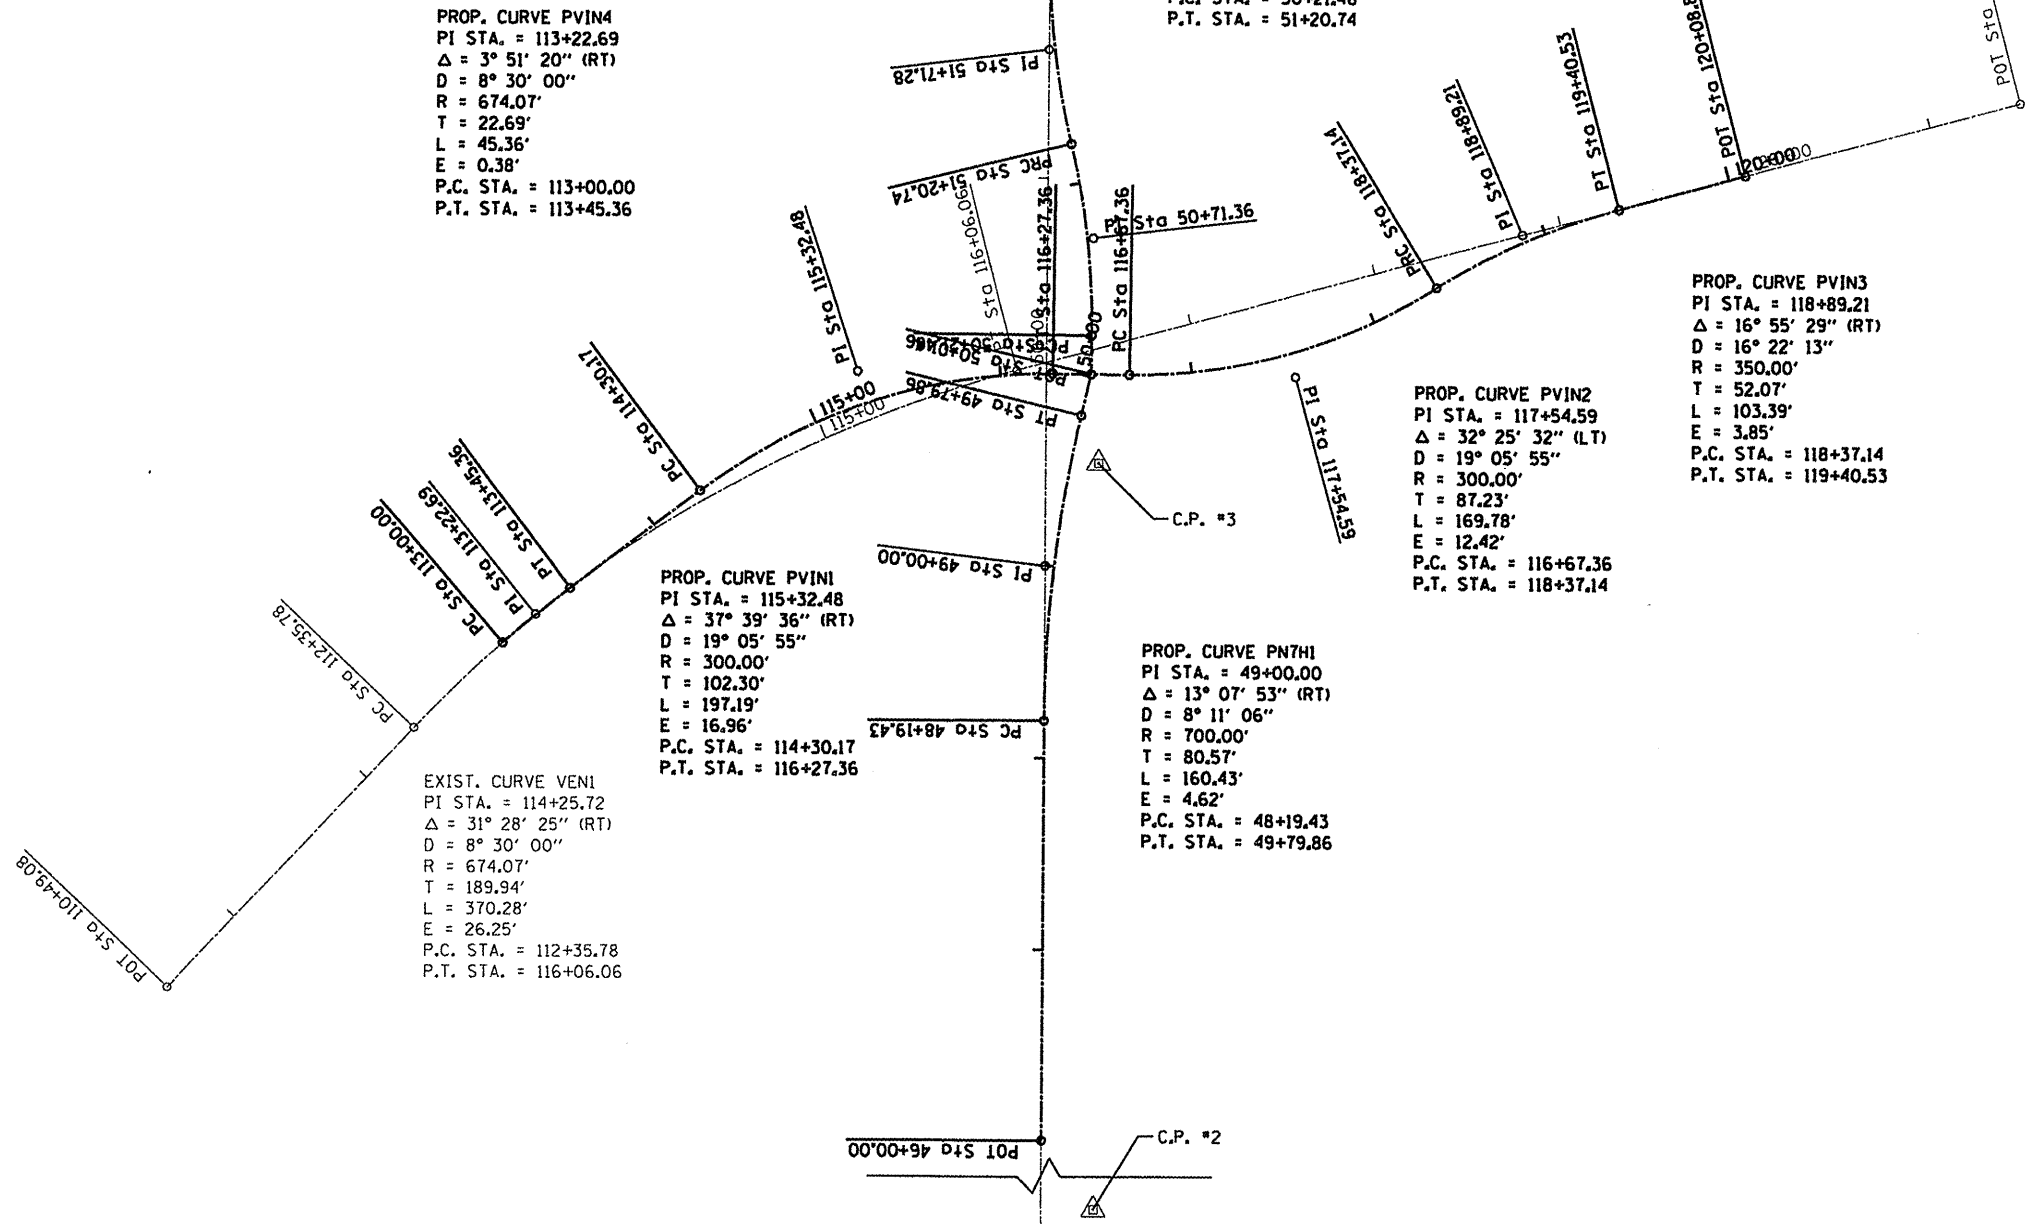 PROP. CURVE PVIN4
PI STA. = 113+22.69
Δ = 3° 51' 20" (RT)
D = 8° 30' 00"
R = 674.07'
T = 22.69'
L = 45.36'
E = 0.38'
P.C. STA. = 113+00.00
P.T. STA. = 113+45.36
P.T. STA. = 51+20.74
PI Sta 51+71.28
PRC Sta 51+20.74
Sta 116+06.06
Sta 116+27.36
PC Sta 116+67.36
Sta 50+71.36
PI Sta 115+32.48
PRC Sta 118+37.14
PI Sta 118+89.21
PT Sta 119+40.53
POT Sta
POT Sta
120+00
PROP. CURVE PVIN3
PI STA. = 118+89.21
Δ = 16° 55' 29" (RT)
D = 16° 22' 13"
R = 350.00'
T = 52.07'
L = 103.39'
E = 3.85'
P.C. STA. = 118+37.14
P.T. STA. = 119+40.53
PC Sta 114+30.17
115+00
115+00
PT Sta 49+79.86
PI Sta 117+54.59
PROP. CURVE PVIN2
PI STA. = 117+54.59
Δ = 32° 25' 32" (LT)
D = 19° 05' 55"
R = 300.00'
T = 87.23'
L = 169.78'
E = 12.42'
P.C. STA. = 116+67.36
P.T. STA. = 118+37.14
C.P. #3
PT Sta 113+45.36
PI Sta 113+22.69
PC Sta 113+00.00
PC Sta 112+35.78
PI Sta 49+00.00
PROP. CURVE PVIN1
PI STA. = 115+32.48
Δ = 37° 39' 36" (RT)
D = 19° 05' 55"
R = 300.00'
T = 102.30'
L = 197.19'
E = 16.96'
P.C. STA. = 114+30.17
P.T. STA. = 116+27.36
PC Sta 48+19.43
PROP. CURVE PN7H1
PI STA. = 49+00.00
Δ = 13° 07' 53" (RT)
D = 8° 11' 06"
R = 700.00'
T = 80.57'
L = 160.43'
E = 4.62'
P.C. STA. = 48+19.43
P.T. STA. = 49+79.86
EXIST. CURVE VEN1
PI STA. = 114+25.72
Δ = 31° 28' 25" (RT)
D = 8° 30' 00"
R = 674.07'
T = 189.94'
L = 370.28'
E = 26.25'
P.C. STA. = 112+35.78
P.T. STA. = 116+06.06
POT Sta 110+49.08
POT Sta 46+00.00
C.P. #2